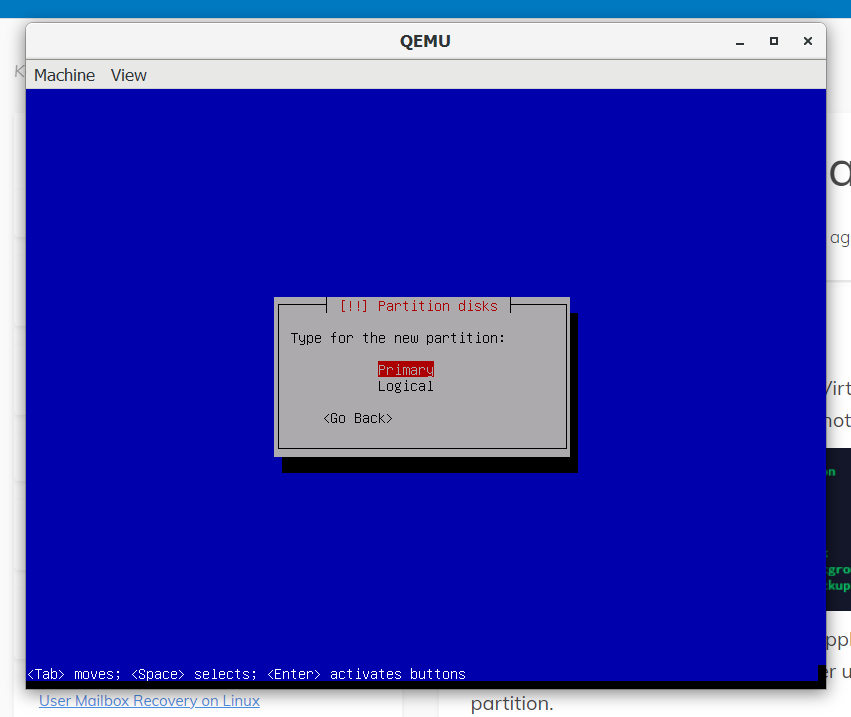 QEMU
Machine View
[!!] Partition disks
Type for the new partition:
Primary
Logical
<Go Back>
<Tab> moves; <Space> selects; <Enter> activates buttons
User Mailbox Recovery on Linux
partition.